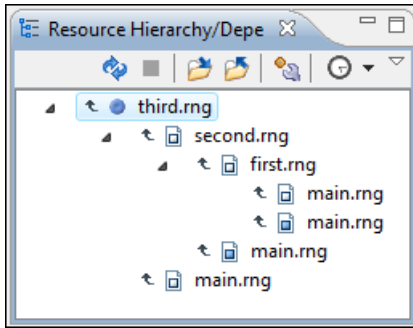 Resource Hierarchy/Depe
third.rng
second.rng
first.rng
main.rng
main.rng
main.rng
main.rng